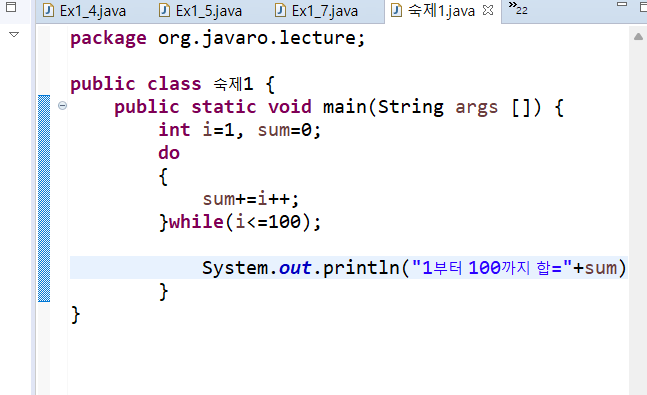 Ex1_4.java Ex1_5.java Ex1_7.java 숙제1.java »22
package org.javaro.lecture;
public class 숙제1 {
public static void main(String args []) {
int i=1, sum=0;
do
{
sum+=i++;
}while(i<=100);
System.out.println("1부터 100까지 합="+sum)
}
}